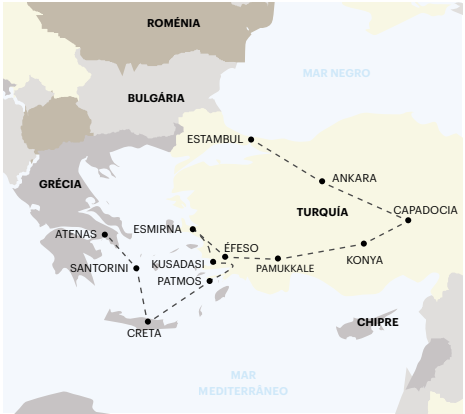 ROMÉNIA
MAR NEGRO
BULGÁRIA
ESTAMBUL
ANKARA
GRÉCIA
TURQUÍA
CAPADOCIA
ATENAS
ESMIRNA
ÉFESO
KUSADASI
SANTORINI
PAMUKKALE
KONYA
PATMOS
CRETA
CHIPRE
MAR
MEDITERRÂNEO